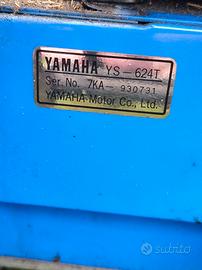 YAMAHA YS-624T
Ser. No. 7KA-930731
YAMAHA Motor Co., Ltd.
subito